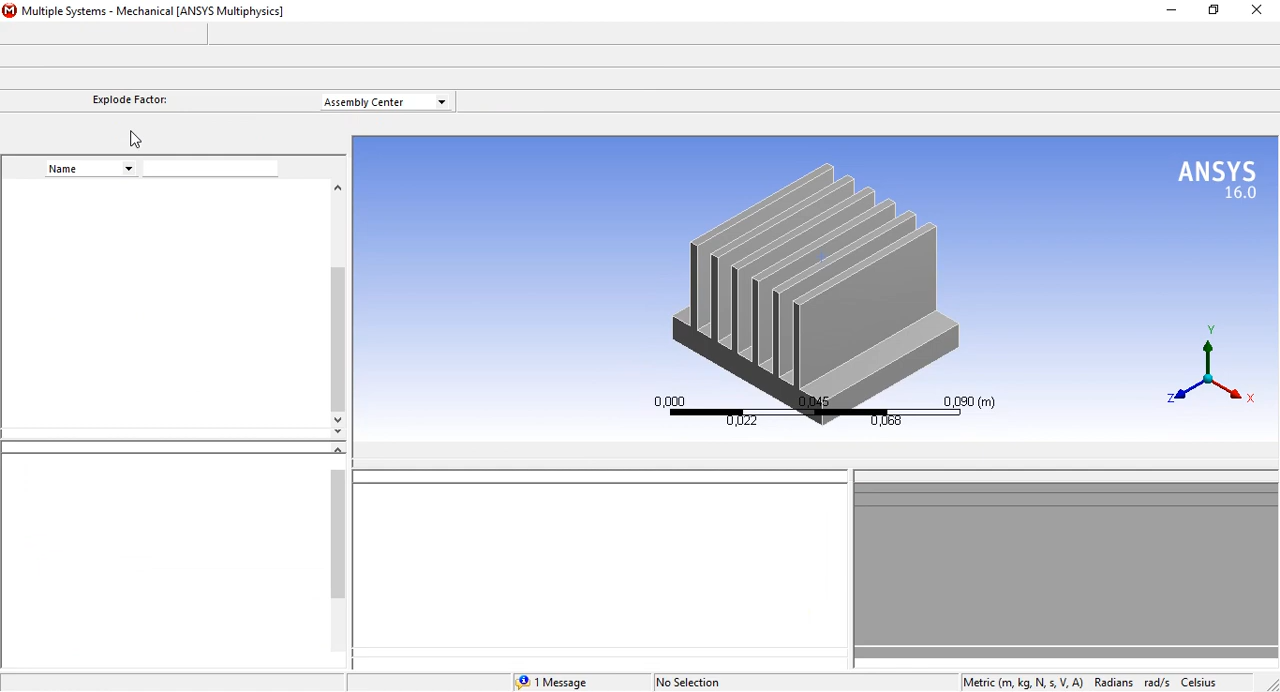 Multiple Systems - Mechanical [ANSYS Multiphysics]
Explode Factor:
Assembly Center
Name
ANSYS
16.0
0,000
0,045
0,090 (m)
0,022
0,068
Y
Z
X
1 Message
No Selection
Metric (m, kg, N, s, V, A)
Radians
rad/s
Celsius